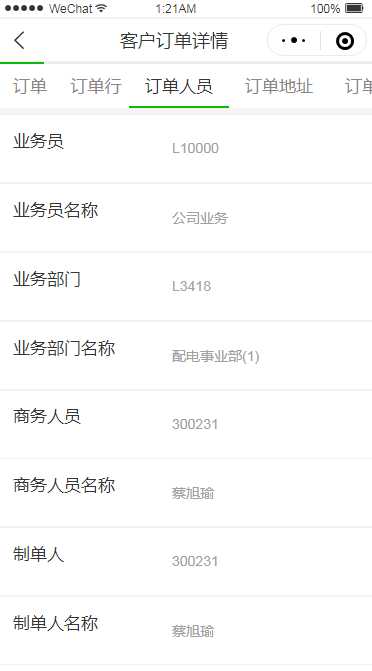 WeChat 1:21AM 100%
客户订单详情
订单 订单行 订单人员 订单地址 订单
业务员 L10000
业务员名称 公司业务
业务部门 L3418
业务部门名称 配电事业部(1)
商务人员 300231
商务人员名称 蔡旭瑜
制单人 300231
制单人名称 蔡旭瑜